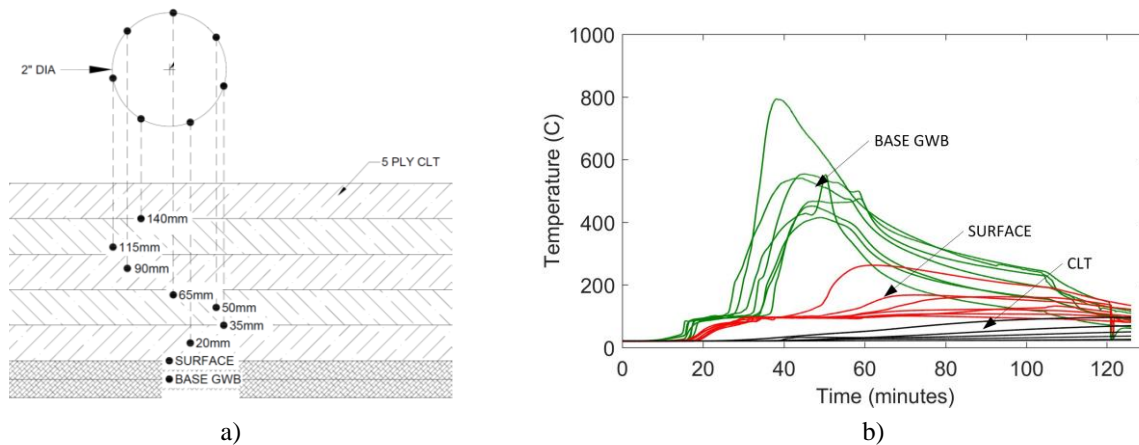 2" DIA
5 PLY CLT
140mm
115mm
90mm
65mm
50mm
35mm
20mm
SURFACE
BASE GWB
a)
1000
800
600
400
200
0
Temperature (C)
BASE GWB
SURFACE
CLT
0 20 40 60 80 100 120
Time (minutes)
b)